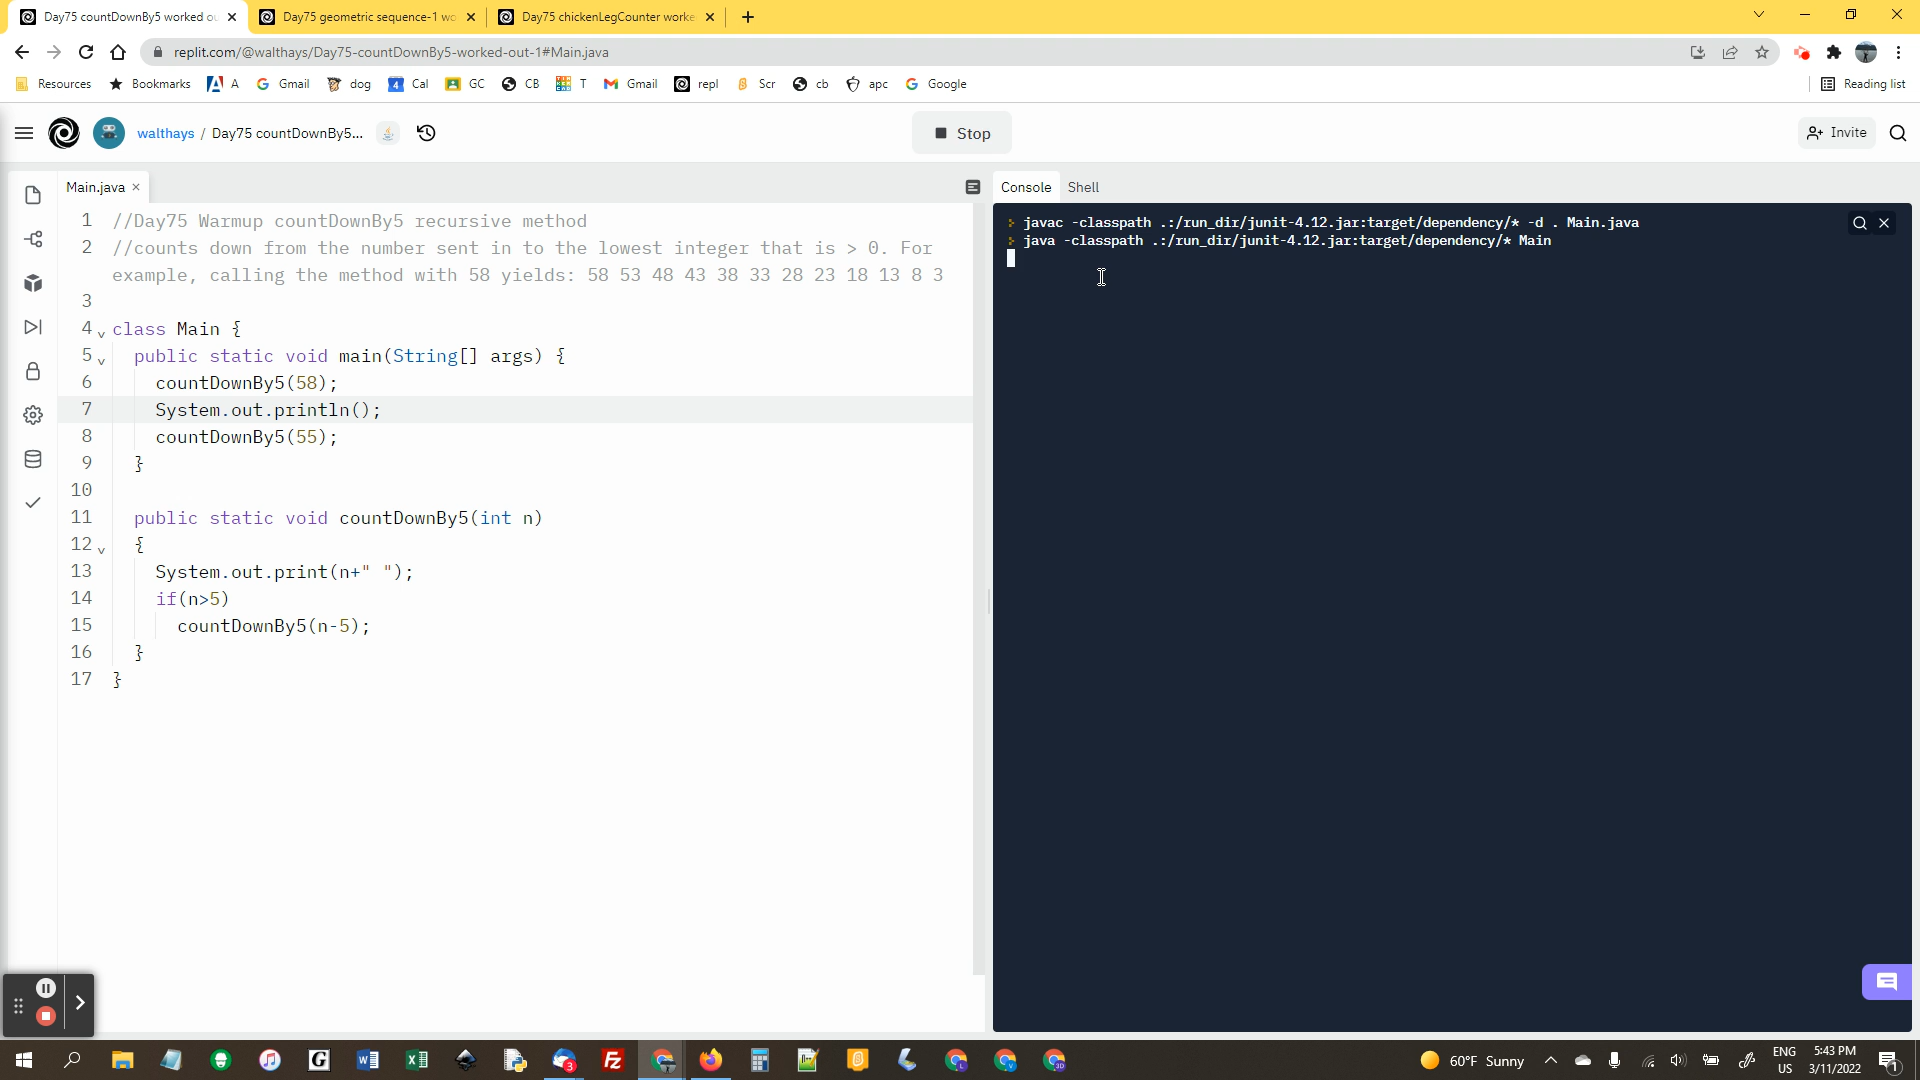 Day75 countDownBy5 worked ou
Day75 geometric sequence-1 wo
Day75 chickenLegCounter worke
replit.com/@walthays/Day75-countDownBy5-worked-out-1#Main.java
Resources Bookmarks A Gmail dog Cal GC CB T Gmail repl Scr cb apc Google Reading list
walthays / Day75 countDownBy5... Stop Invite
Main.java
1 //Day75 Warmup countDownBy5 recursive method
2 //counts down from the number sent in to the lowest integer that is > 0. For
example, calling the method with 58 yields: 58 53 48 43 38 33 28 23 18 13 8 3
3
4 class Main {
5 public static void main(String[] args) {
6 countDownBy5(58);
7 System.out.println();
8 countDownBy5(55);
9 }
10
11 public static void countDownBy5(int n)
12 {
13 System.out.print(n+" ");
14 if(n>5)
15 countDownBy5(n-5);
16 }
17 }
Console Shell
javac -classpath .:/run_dir/junit-4.12.jar:target/dependency/* -d . Main.java
java -classpath .:/run_dir/junit-4.12.jar:target/dependency/* Main
60°F Sunny
ENG
US
5:43 PM
3/11/2022